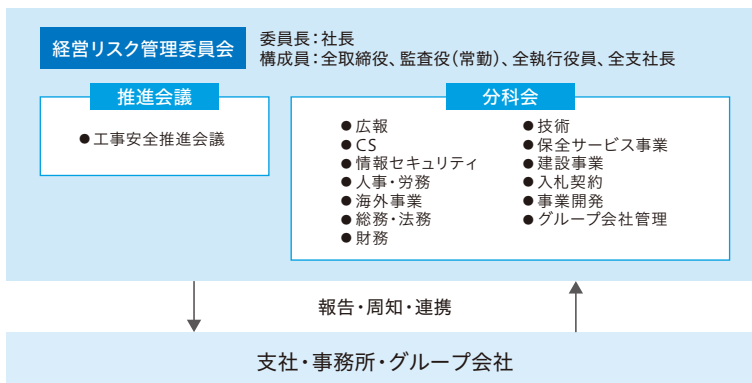 経営リスク管理委員会
委員長：社長
構成員：全取締役、監査役（常勤）、全執行役員、全支社長
推進会議
●工事安全推進会議
分科会
●広報
●CS
●情報セキュリティ
●人事・労務
●海外事業
●総務・法務
●財務
●技術
●保全サービス事業
●建設事業
●入札契約
●事業開発
●グループ会社管理
報告・周知・連携
支社・事務所・グループ会社